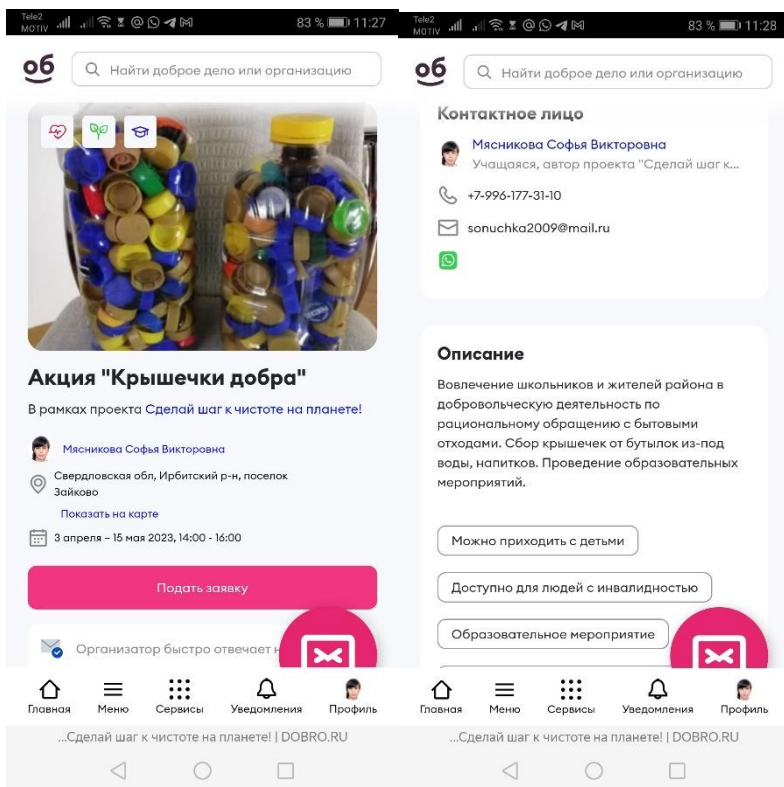 Tele2
MOTIV
83 % 11:27
об
Найти доброе дело или организацию
Акция "Крышечки добра"
В рамках проекта Сделай шаг к чистоте на планете!
Мясникова Софья Викторовна
Свердловская обл, Ирбитский р-н, поселок
Зайково
Показать на карте
3 апреля – 15 мая 2023, 14:00 - 16:00
Подать заявку
Организатор быстро отвечает
Главная Меню Сервисы Уведомления Профиль
...Сделай шаг к чистоте на планете! | DOBRO.RU
Tele2
MOTIV
83 % 11:28
об
Найти доброе дело или организацию
Контактное лицо
Мясникова Софья Викторовна
Учащаяся, автор проекта "Сделай шаг к...
+7-996-177-31-10
sonuchka2009@mail.ru
Описание
Вовлечение школьников и жителей района в
добровольческую деятельность по
рациональному обращению с бытовыми
отходами. Сбор крышечек от бутылок из-под
воды, напитков. Проведение образовательных
мероприятий.
Можно приходить с детьми
Доступно для людей с инвалидностью
Образовательное мероприятие
Главная Меню Сервисы Уведомления Профиль
...Сделай шаг к чистоте на планете! | DOBRO.RU